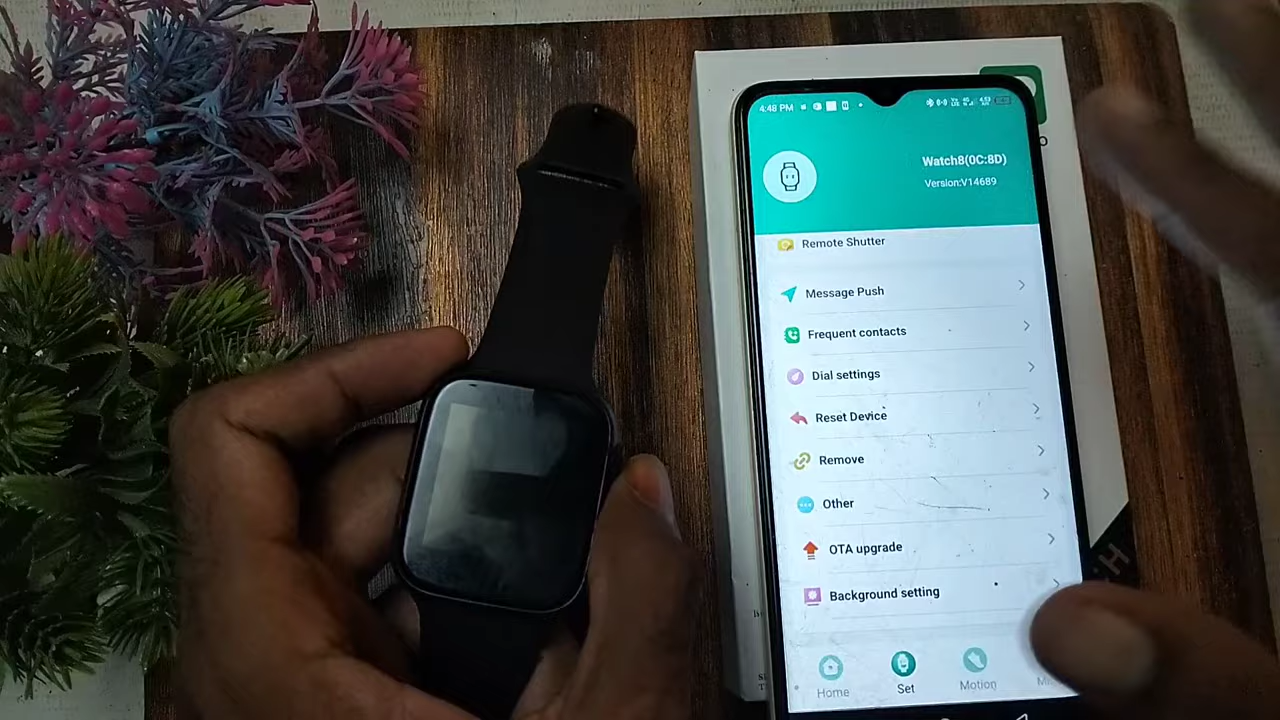 4:48 PM
Watch8(0C:8D)
Version:V14689
Remote Shutter
Message Push
Frequent contacts
Dial settings
Reset Device
Remove
Other
OTA upgrade
Background setting
Home
Set
Motion